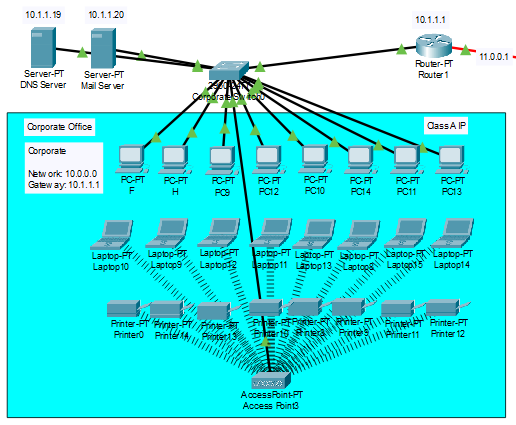 10.1.1.19
10.1.1.20
10.1.1.1
11.0.0.1
Server-PT
DNS Server
Server-PT
Mail Server
Router-PT
Router1
Corporate Switch0
Corporate Office
Class A IP
Corporate
Network: 10.0.0.0
Gateway: 10.1.1.1
PC-PT
F
PC-PT
H
PC-PT
PC9
PC-PT
PC12
PC-PT
PC10
PC-PT
PC14
PC-PT
PC11
PC-PT
PC13
Laptop-PT
Laptop10
Laptop-PT
Laptop9
Laptop-PT
Laptop12
Laptop-PT
Laptop11
Laptop-PT
Laptop13
Laptop-PT
Laptop-PT
Laptop15
Laptop-PT
Laptop14
Printer-PT
Printer0
Printer-PT
Printer14
Printer-PT
Printer13
Printer-PT
Printer10
Printer-PT
Printer-PT
Printer-PT
Printer11
Printer-PT
Printer12
AccessPoint-PT
Access Point3